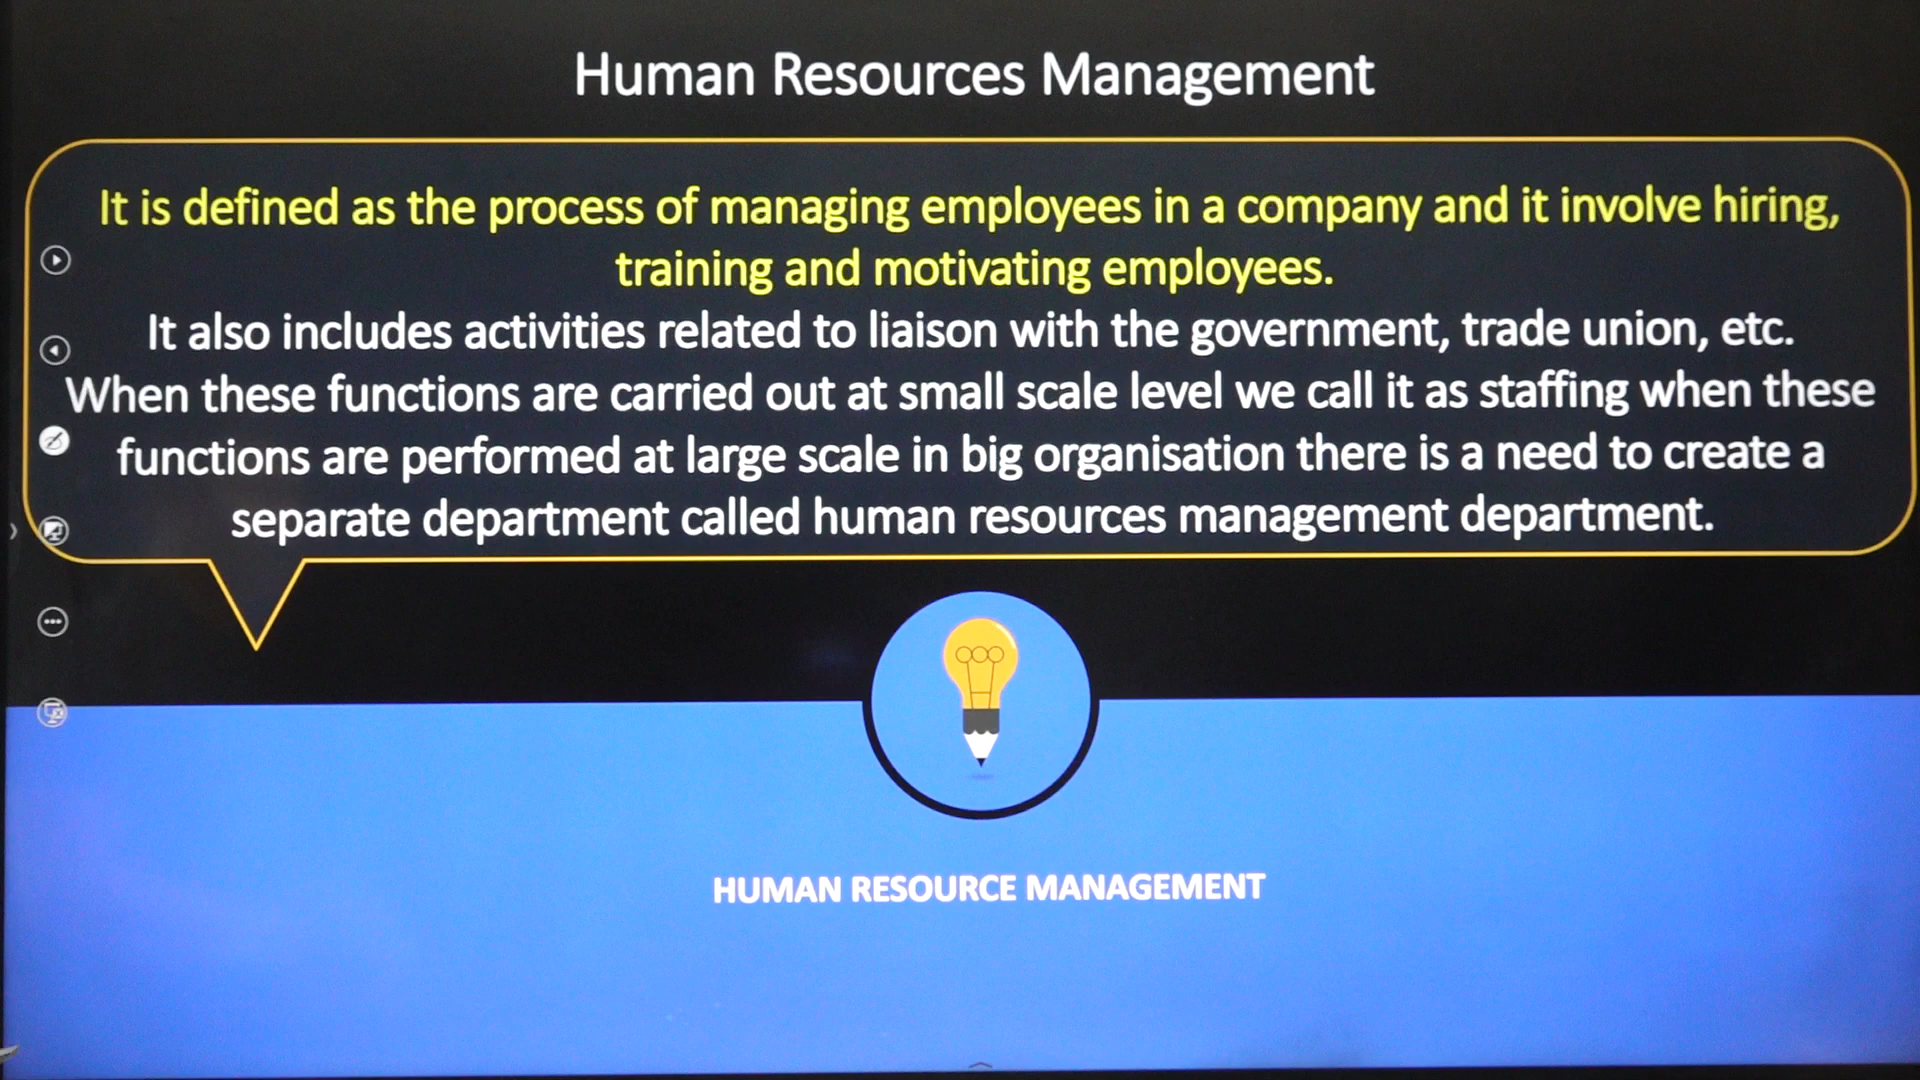 Human Resources Management
It is defined as the process of managing employees in a company and it involve hiring,
training and motivating employees.
It also includes activities related to liaison with the government, trade union, etc.
When these functions are carried out at small scale level we call it as staffing when these
functions are performed at large scale in big organisation there is a need to create a
separate department called human resources management department.
HUMAN RESOURCE MANAGEMENT